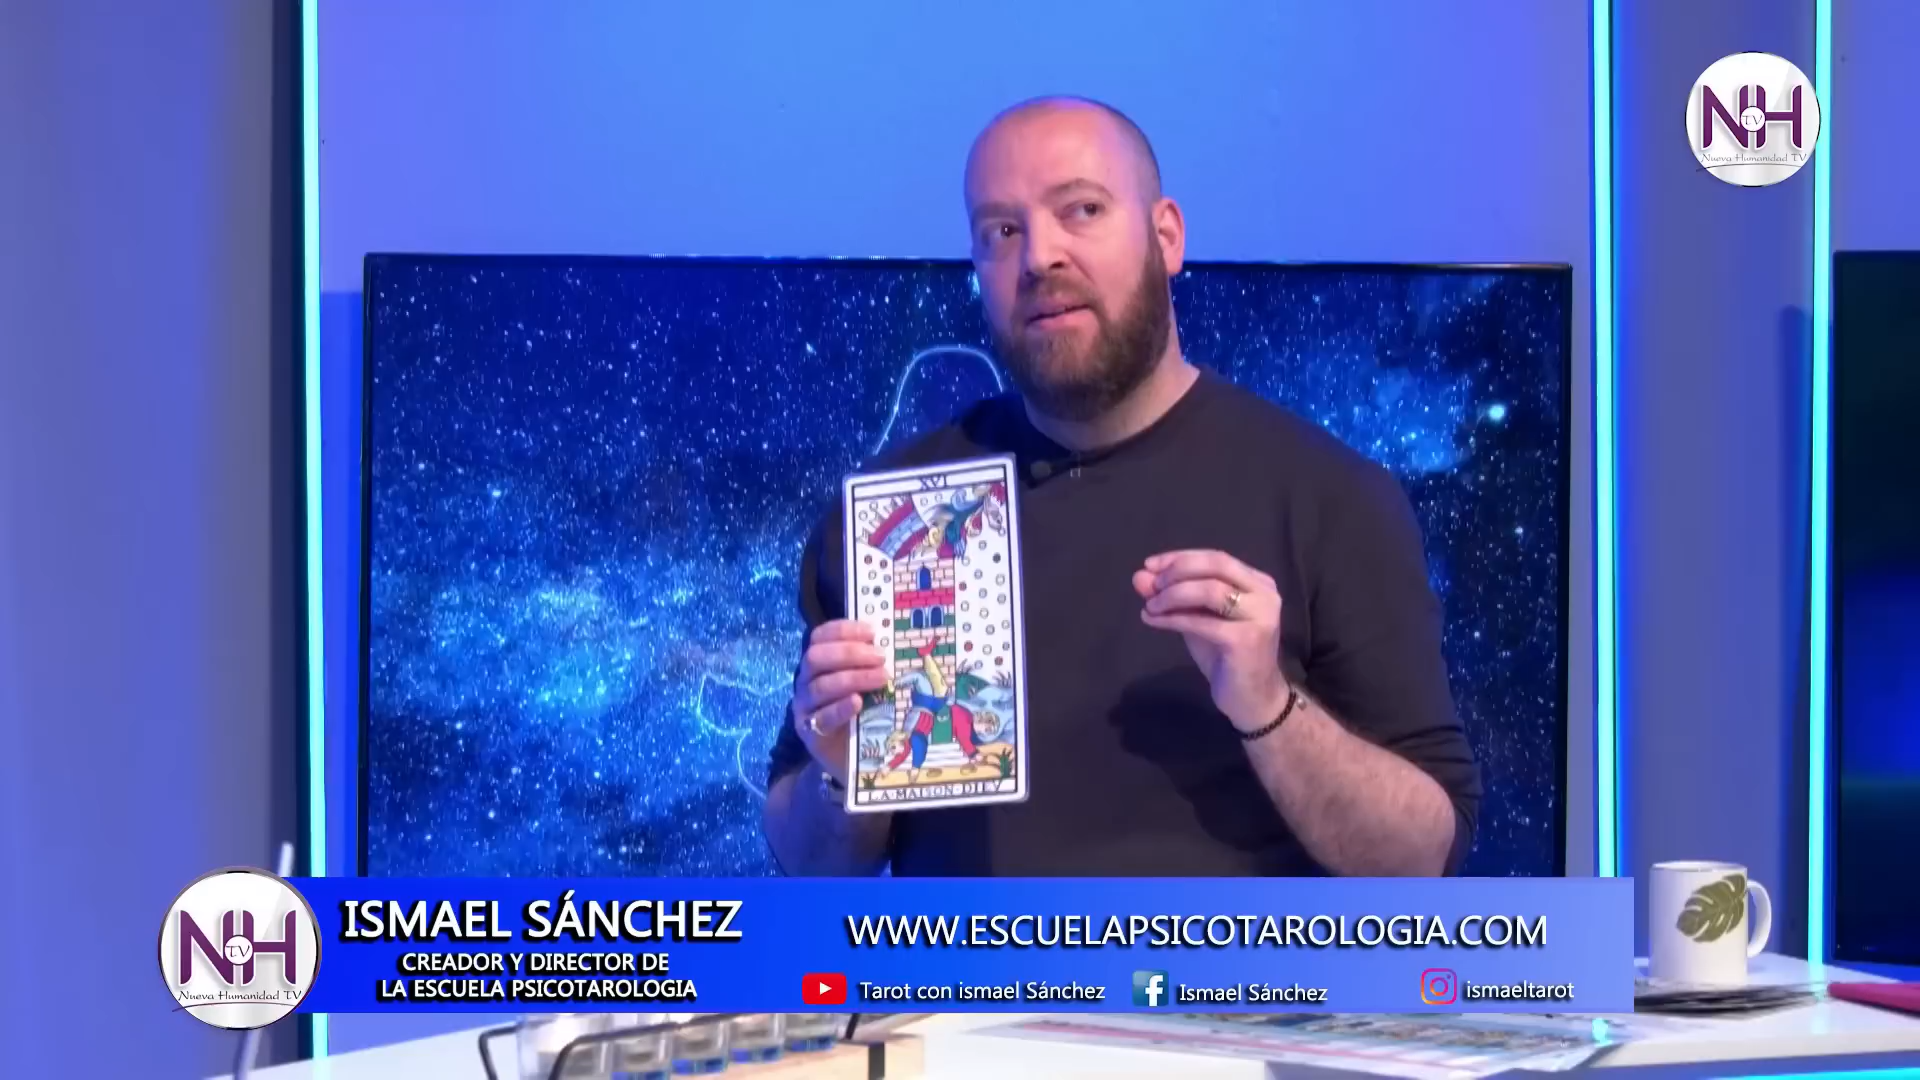 NH
TV
Nueva Humanidad TV
XVI
LA·MAISON·DIEV
NH
TV
Nueva Humanidad TV
ISMAEL SÁNCHEZ
CREADOR Y DIRECTOR DE
LA ESCUELA PSICOTAROLOGIA
WWW.ESCUELAPSICOTAROLOGIA.COM
Tarot con ismael Sánchez
Ismael Sánchez
ismaeltarot